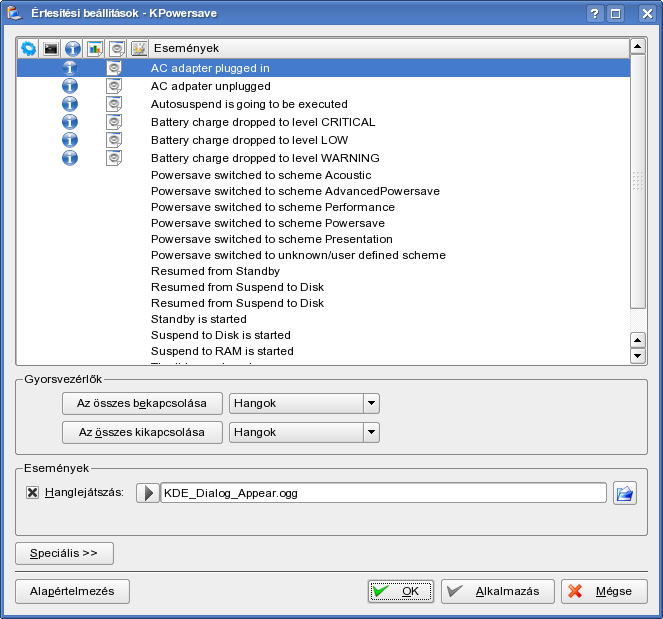 Értesítési beállítások - KPowersave
Események
AC adapter plugged in
AC adpater unplugged
Autosuspend is going to be executed
Battery charge dropped to level CRITICAL
Battery charge dropped to level LOW
Battery charge dropped to level WARNING
Powersave switched to scheme Acoustic
Powersave switched to scheme AdvancedPowersave
Powersave switched to scheme Performance
Powersave switched to scheme Powersave
Powersave switched to scheme Presentation
Powersave switched to unknown/user defined scheme
Resumed from Standby
Resumed from Suspend to Disk
Resumed from Suspend to Disk
Standby is started
Suspend to Disk is started
Suspend to RAM is started
Gyorsvezérlők
Az összes bekapcsolása Hangok
Az összes kikapcsolása Hangok
Események
Hanglejátszás: KDE_Dialog_Appear.ogg
Speciális >>
Alapértelmezés OK Alkalmazás Mégse